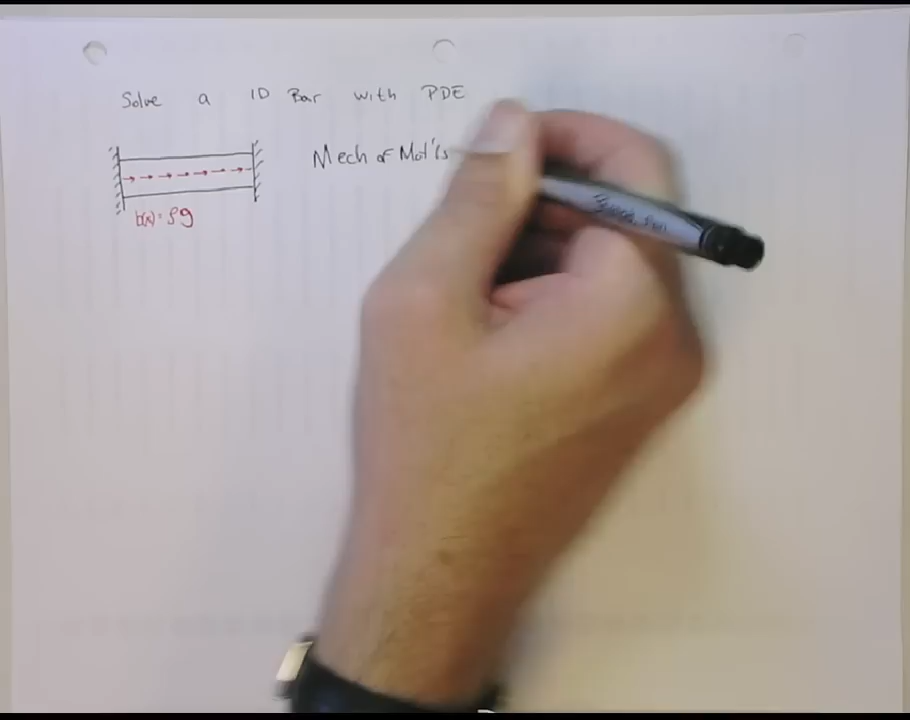 Solve a 1D Bar with PDE
Mech of Mat'ls
b(x) = ρg